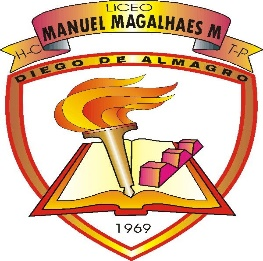 LICEO
MANUEL MAGALHAES M
H-C
T-P
DIEGO DE ALMAGRO
1969